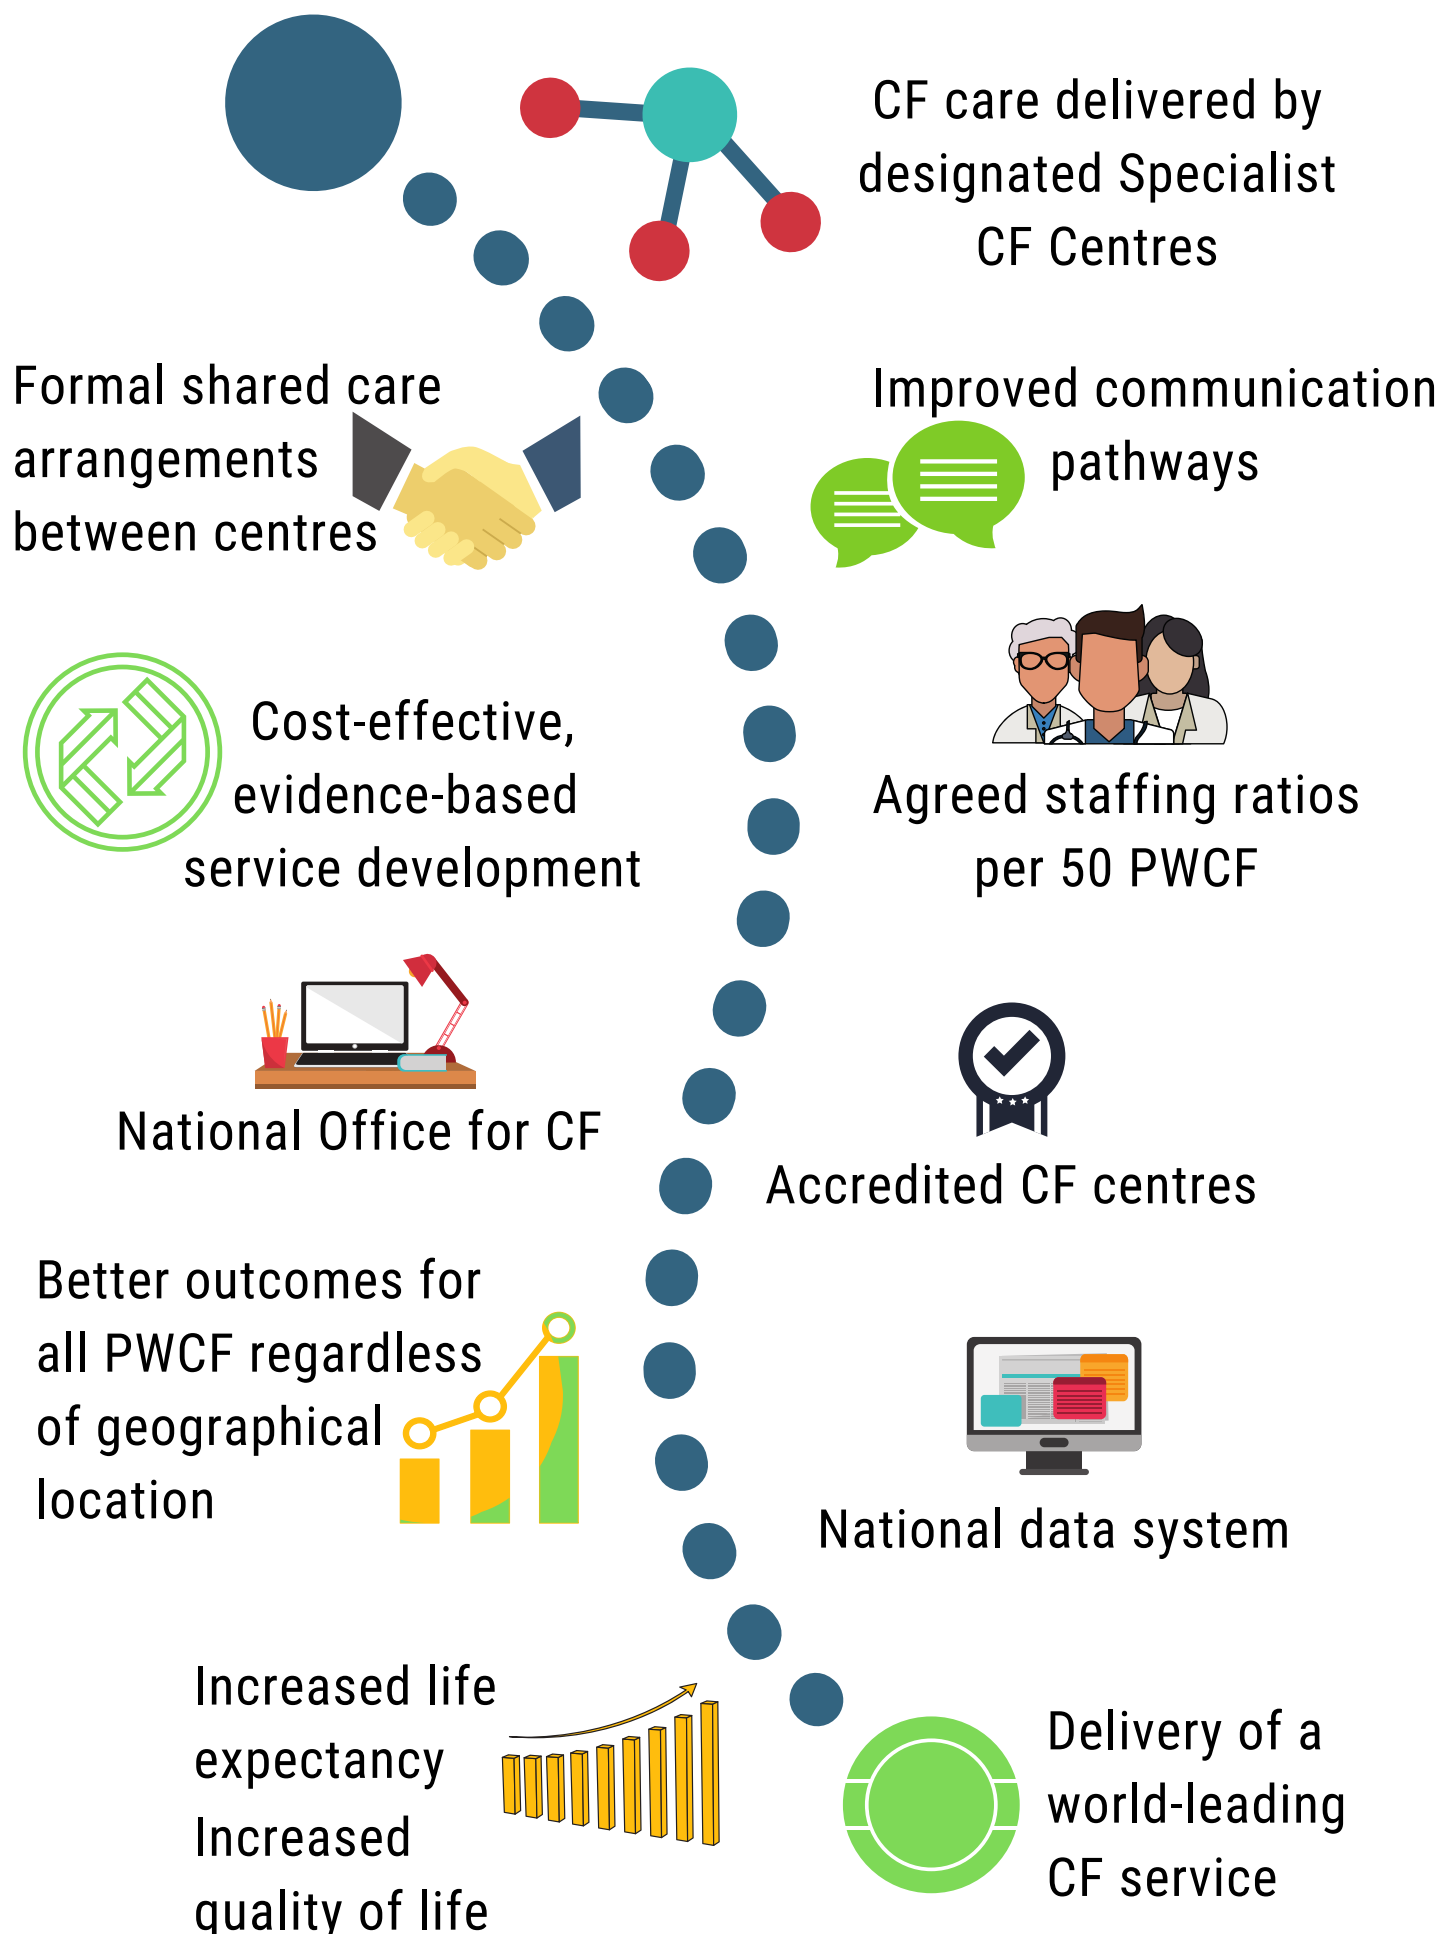 CF care delivered by
designated Specialist
CF Centres
Formal shared care
arrangements
between centres
Improved communication
pathways
Cost-effective,
evidence-based
service development
Agreed staffing ratios
per 50 PWCF
National Office for CF
Accredited CF centres
Better outcomes for
all PWCF regardless
of geographical
location
National data system
Increased life
expectancy
Increased
quality of life
Delivery of a
world-leading
CF service